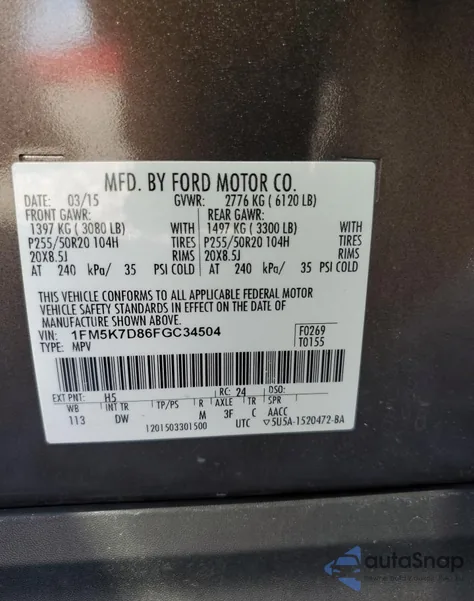 MFD. BY FORD MOTOR CO.
DATE: 03/15 GVWR: 2776 KG ( 6120 LB)
FRONT GAWR: REAR GAWR:
1397 KG ( 3080 LB) WITH 1497 KG ( 3300 LB)
P255/50R20 104H TIRES P255/50R20 104H
20X8.5J RIMS 20X8.5J
AT 240 kPa/ 35 PSI COLD AT 240 kPa/ 35 PSI COLD
THIS VEHICLE CONFORMS TO ALL APPLICABLE FEDERAL MOTOR
VEHICLE SAFETY STANDARDS IN EFFECT ON THE DATE OF
MANUFACTURE SHOWN ABOVE.
VIN: 1FM5K7D86FGC34504 F0269
TYPE: MPV T0155
EXT PNT: H5 RC: 24 DSO:
WB INT TR TP/PS R AXLE TR SPR
113 DW M 3F C AACC
1201503301500 UTC ▽5U5A-1520472-BA
autoSnap